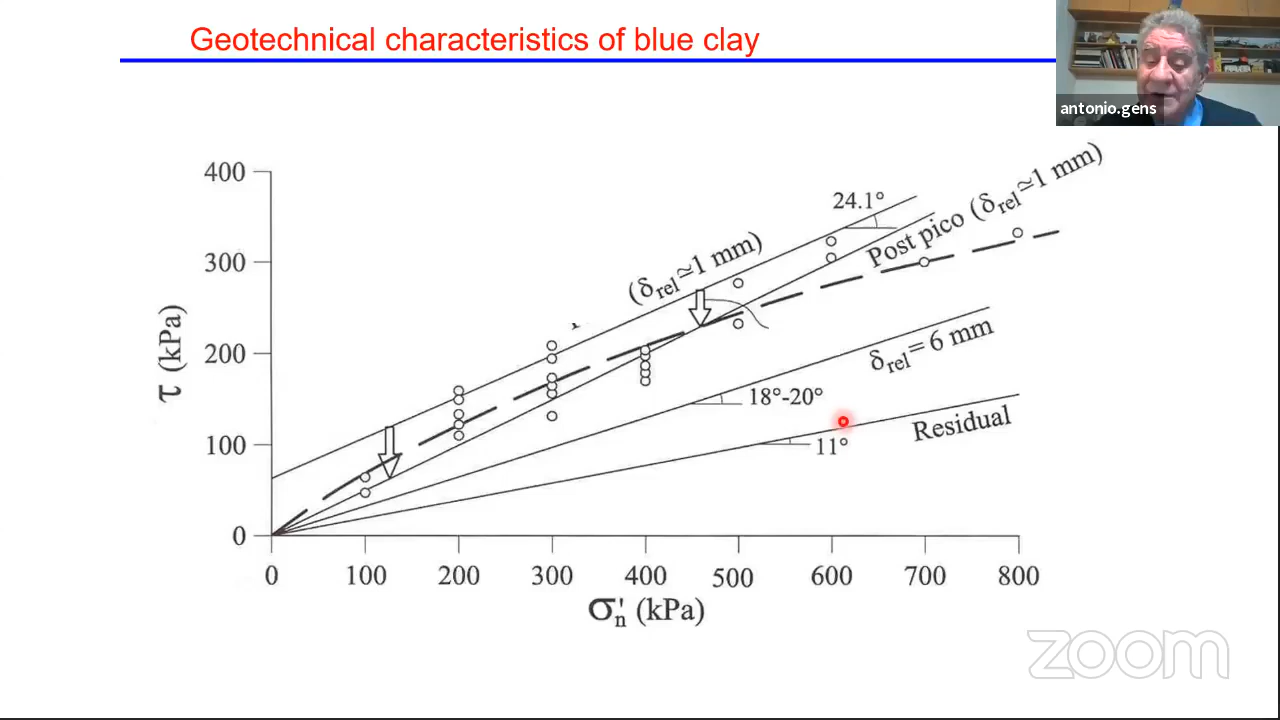 Geotechnical characteristics of blue clay
antonio.gens
400
300
200
100
0
τ (kPa)
(δrel≃1 mm)
24.1°
Post pico (δrel≃1 mm)
δrel = 6 mm
18°-20°
11°
Residual
0 100 200 300 400 500 600 700 800
σn' (kPa)
zoom